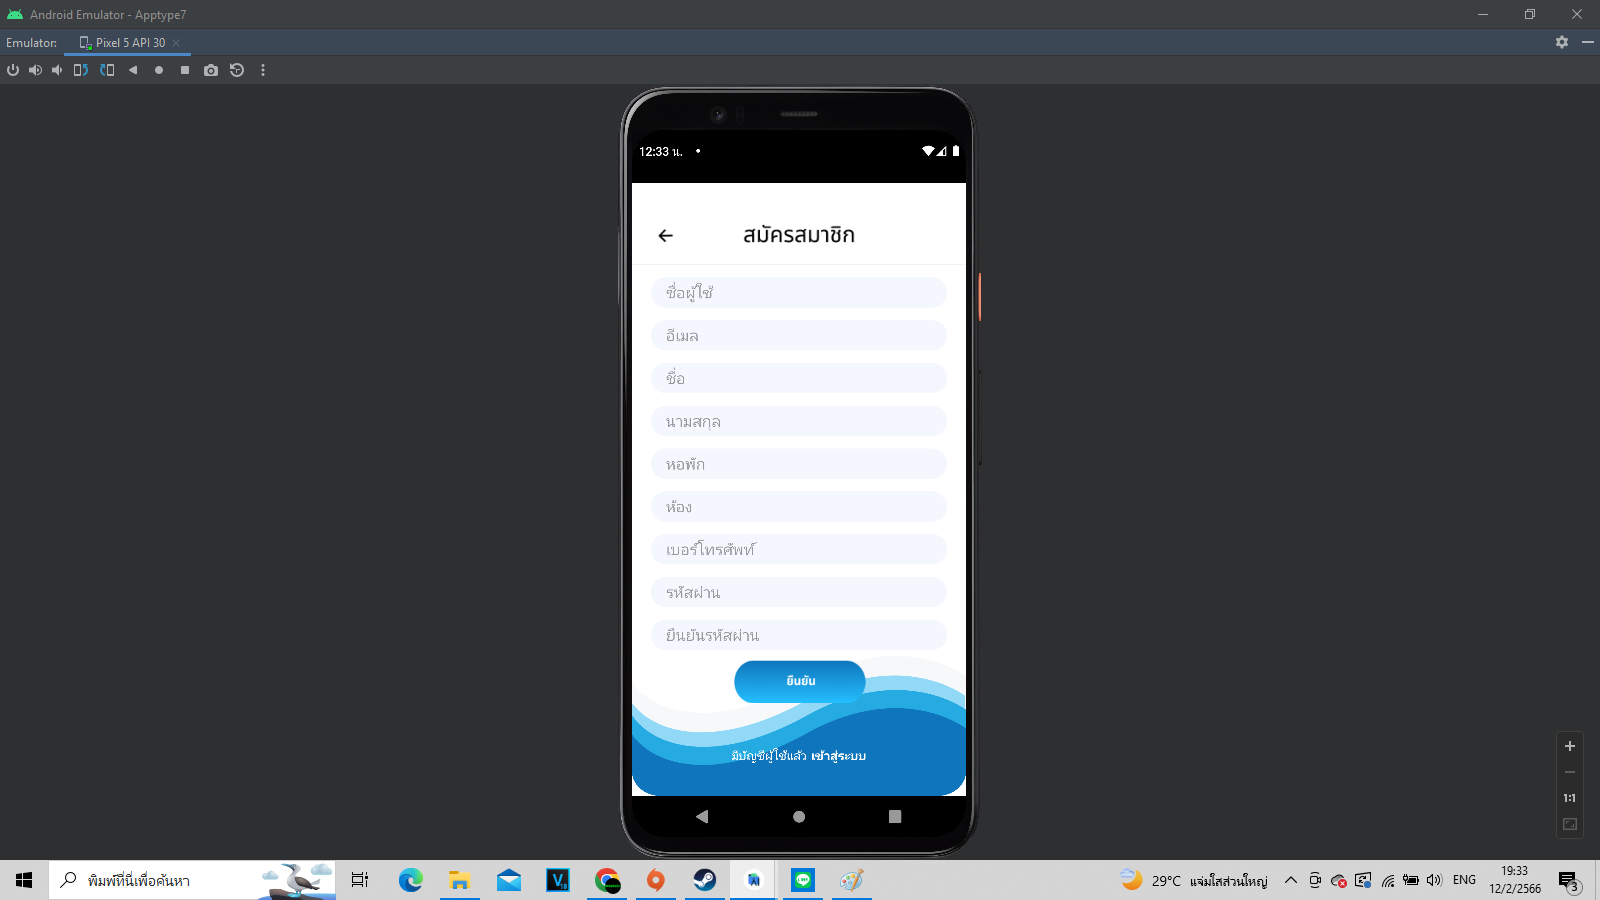 Android Emulator - Apptype7
Emulator: Pixel 5 API 30
12:33 น.
สมัครสมาชิก
ชื่อผู้ใช้
อีเมล
ชื่อ
นามสกุล
หอพัก
ห้อง
เบอร์โทรศัพท์
รหัสผ่าน
ยืนยันรหัสผ่าน
ยืนยัน
มีบัญชีผู้ใช้แล้ว เข้าสู่ระบบ
1:1
พิมพ์ที่นี่เพื่อค้นหา
29°C แจ่มใสส่วนใหญ่
ENG
19:33
12/2/2566
3